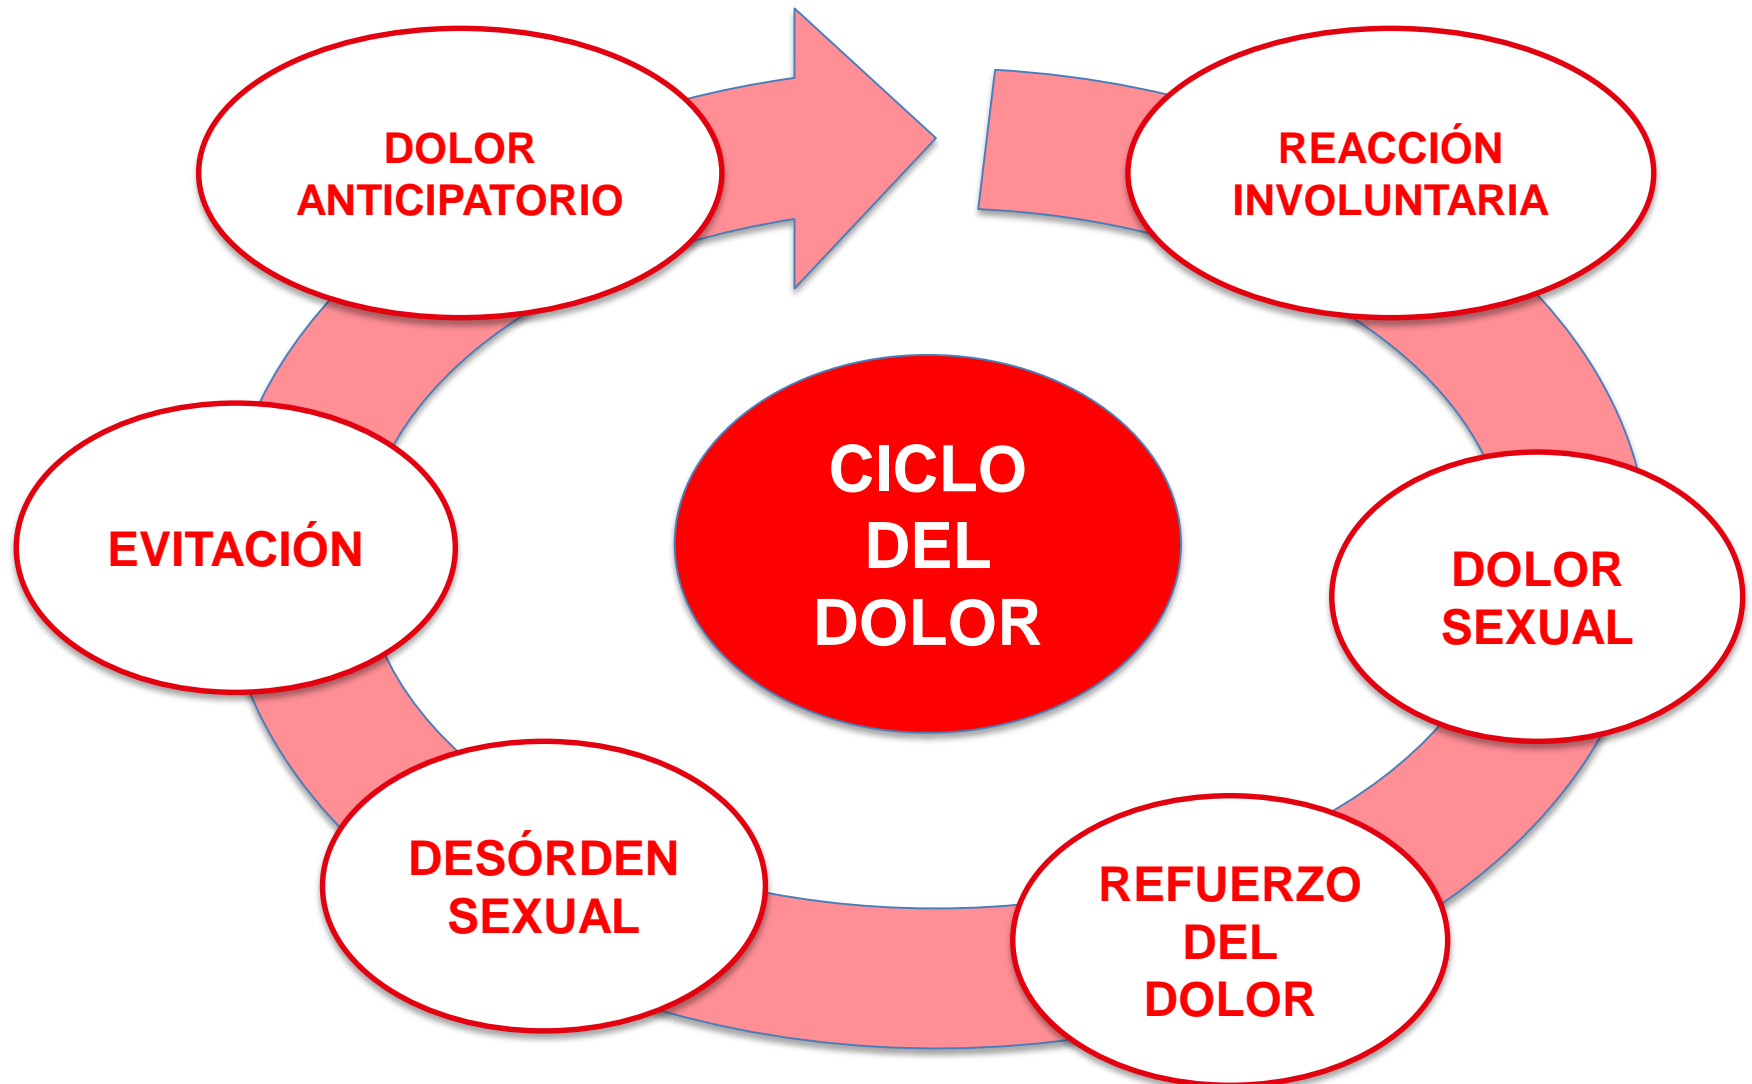 DOLOR
ANTICIPATORIO
REACCIÓN
INVOLUNTARIA
CICLO
DEL
DOLOR
EVITACIÓN
DOLOR
SEXUAL
DESÓRDEN
SEXUAL
REFUERZO
DEL
DOLOR